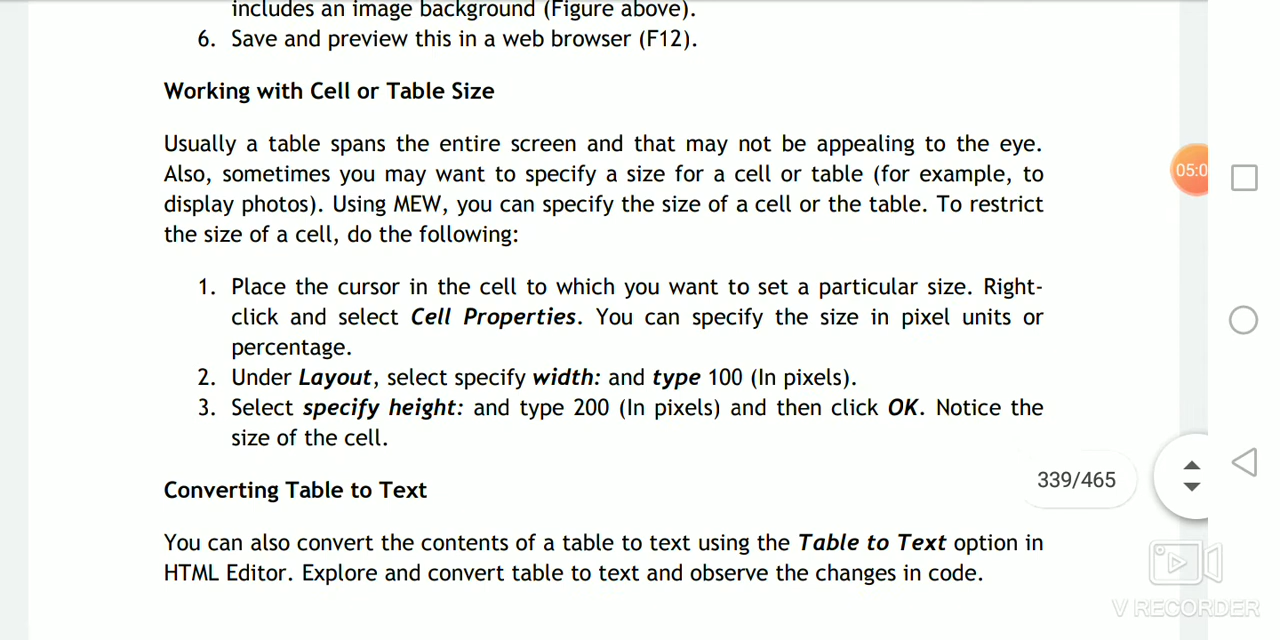 includes an image background (Figure above).
6. Save and preview this in a web browser (F12).
Working with Cell or Table Size
Usually a table spans the entire screen and that may not be appealing to the eye.
Also, sometimes you may want to specify a size for a cell or table (for example, to
display photos). Using MEW, you can specify the size of a cell or the table. To restrict
the size of a cell, do the following:
1. Place the cursor in the cell to which you want to set a particular size. Right-
click and select Cell Properties. You can specify the size in pixel units or
percentage.
2. Under Layout, select specify width: and type 100 (In pixels).
3. Select specify height: and type 200 (In pixels) and then click OK. Notice the
size of the cell.
Converting Table to Text
You can also convert the contents of a table to text using the Table to Text option in
HTML Editor. Explore and convert table to text and observe the changes in code.
05:0
339/465
V RECORDER